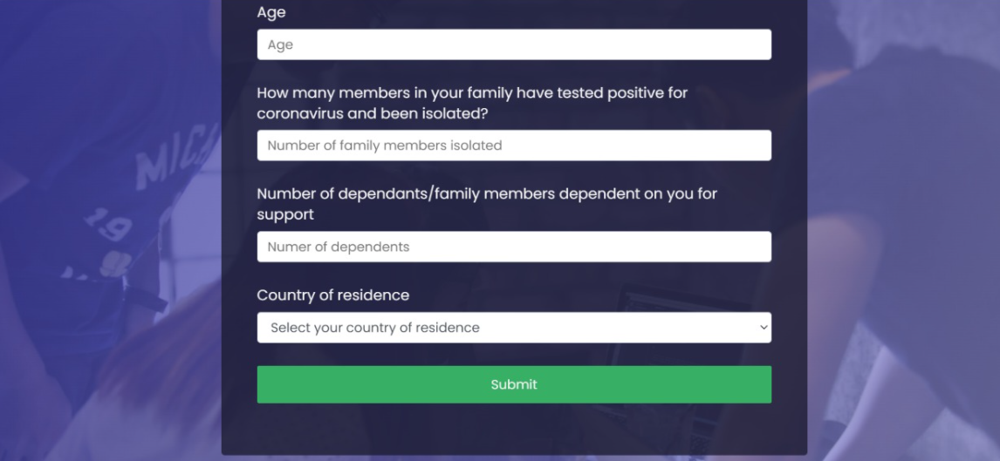 Age
Age
How many members in your family have tested positive for
coronavirus and been isolated?
Number of family members isolated
Number of dependants/family members dependent on you for
support
Numer of dependents
Country of residence
Select your country of residence
Submit
19